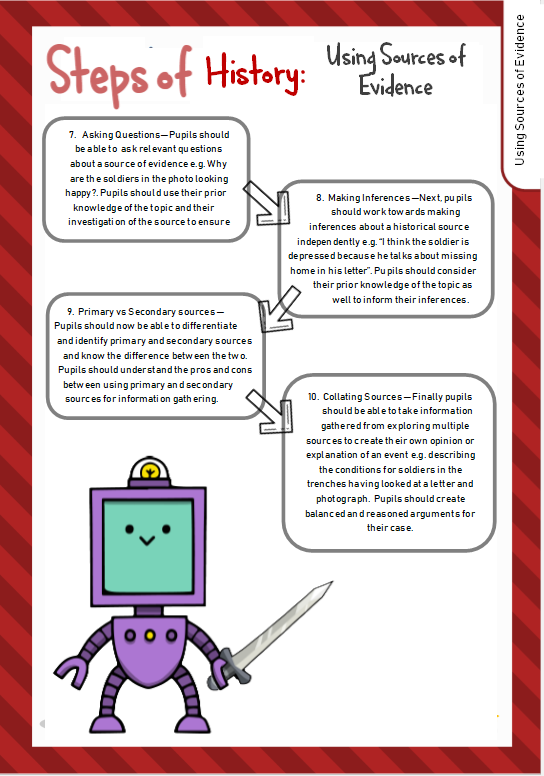 Steps of History:
Using Sources of
Evidence
Using Sources of Evidence
7. Asking Questions—Pupils should
be able to ask relevant questions
about a source of evidence e.g. Why
are the soldiers in the photo looking
happy?. Pupils should use their prior
knowledge of the topic and their
investigation of the source to ensure
8. Making Inferences—Next, pupils
should work towards making
inferences about a historical source
independently e.g. "I think the soldier is
depressed because he talks about missing
home in his letter". Pupils should consider
their prior knowledge of the topic as
well to inform their inferences.
9. Primary vs Secondary sources—
Pupils should now be able to differentiate
and identify primary and secondary sources
and know the difference between the two.
Pupils should understand the pros and cons
between using primary and secondary
sources for information gathering.
10. Collating Sources—Finally pupils
should be able to take information
gathered from exploring multiple
sources to create their own opinion or
explanation of an event e.g. describing
the conditions for soldiers in the
trenches having looked at a letter and
photograph. Pupils should create
balanced and reasoned arguments for
their case.